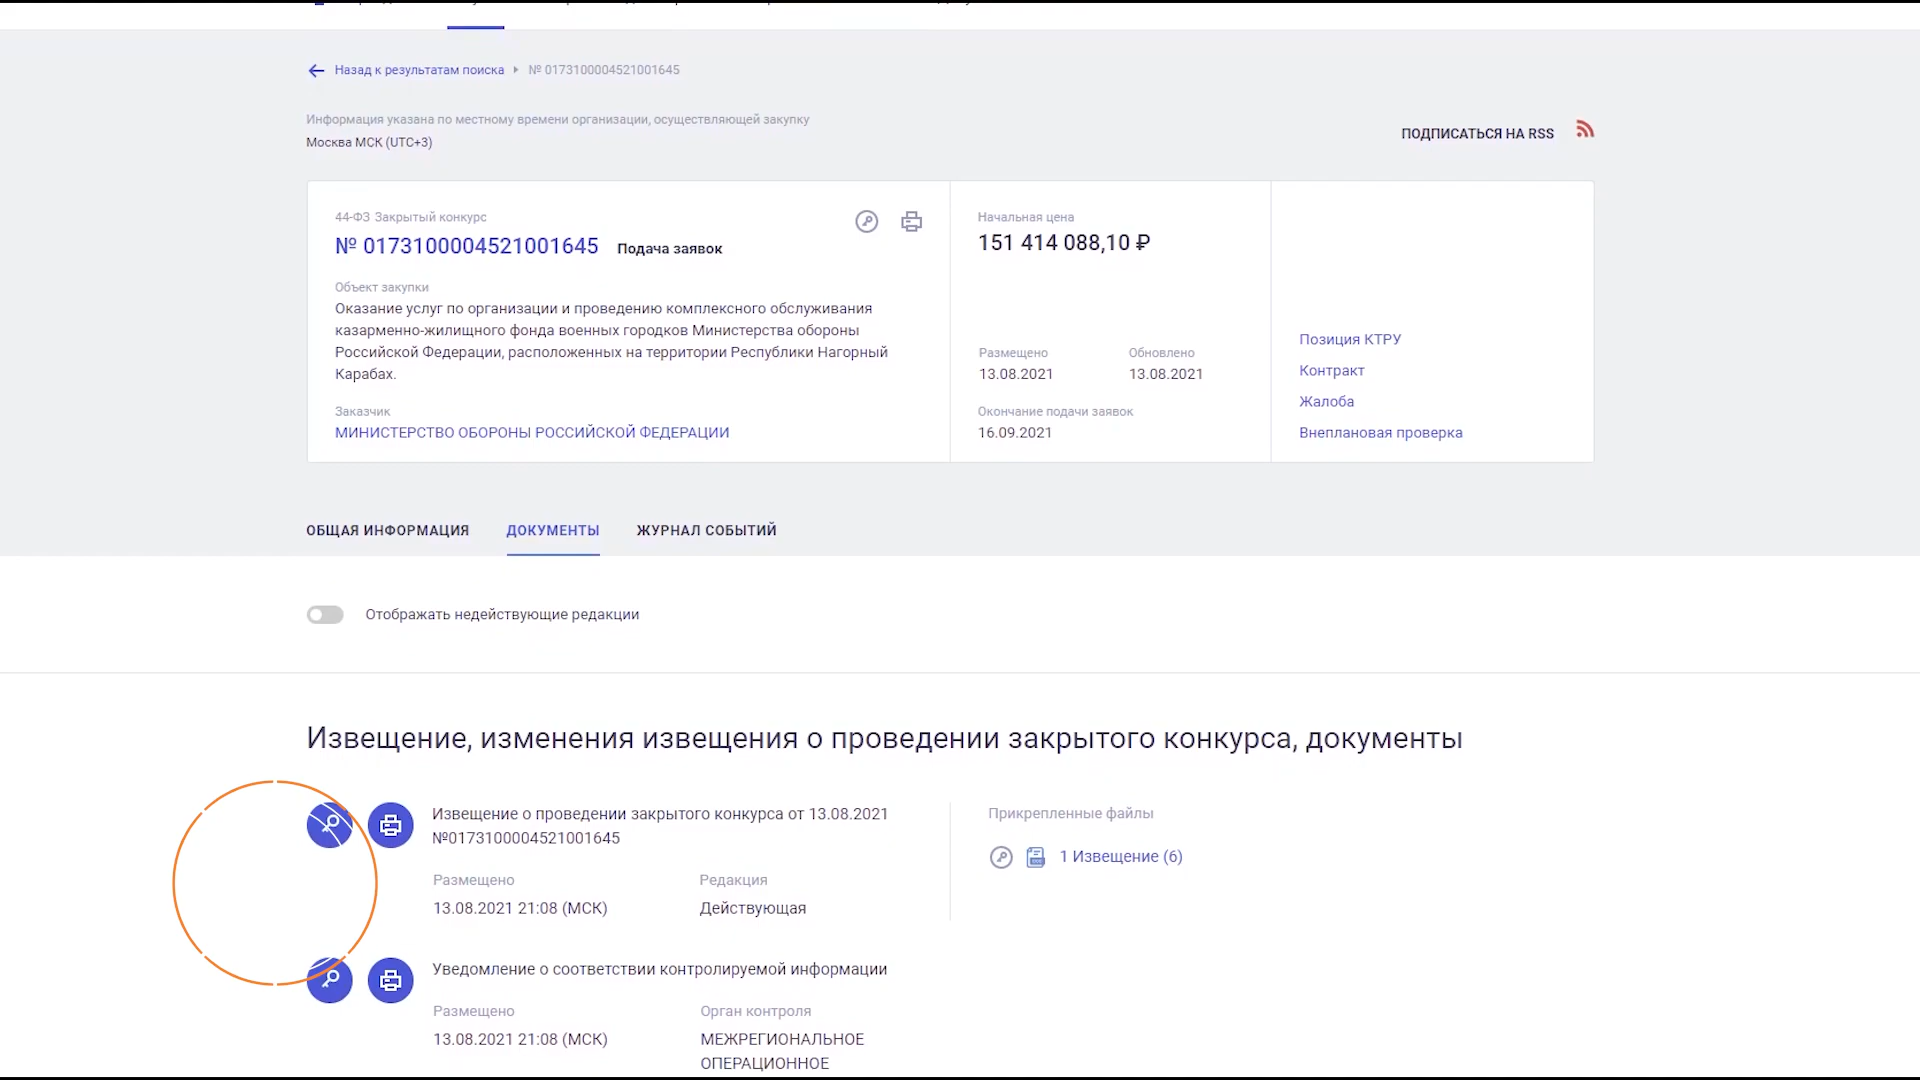 Назад к результатам поиска № 0173100004521001645
Информация указана по местному времени организации, осуществляющей закупку
Москва МСК (UTC+3)
ПОДПИСАТЬСЯ НА RSS
44-ФЗ Закрытый конкурс
№ 0173100004521001645 Подача заявок
Объект закупки
Оказание услуг по организации и проведению комплексного обслуживания
казарменно-жилищного фонда военных городков Министерства обороны
Российской Федерации, расположенных на территории Республики Нагорный
Карабах.
Заказчик
МИНИСТЕРСТВО ОБОРОНЫ РОССИЙСКОЙ ФЕДЕРАЦИИ
Начальная цена
151 414 088,10 ₽
Размещено Обновлено
13.08.2021 13.08.2021
Окончание подачи заявок
16.09.2021
Позиция КТРУ
Контракт
Жалоба
Внеплановая проверка
ОБЩАЯ ИНФОРМАЦИЯ ДОКУМЕНТЫ ЖУРНАЛ СОБЫТИЙ
Отображать недействующие редакции
Извещение, изменения извещения о проведении закрытого конкурса, документы
Извещение о проведении закрытого конкурса от 13.08.2021
№0173100004521001645
Размещено Редакция
13.08.2021 21:08 (МСК) Действующая
Прикрепленные файлы
1 Извещение (6)
Уведомление о соответствии контролируемой информации
Размещено Орган контроля
13.08.2021 21:08 (МСК) МЕЖРЕГИОНАЛЬНОЕ
ОПЕРАЦИОННОЕ